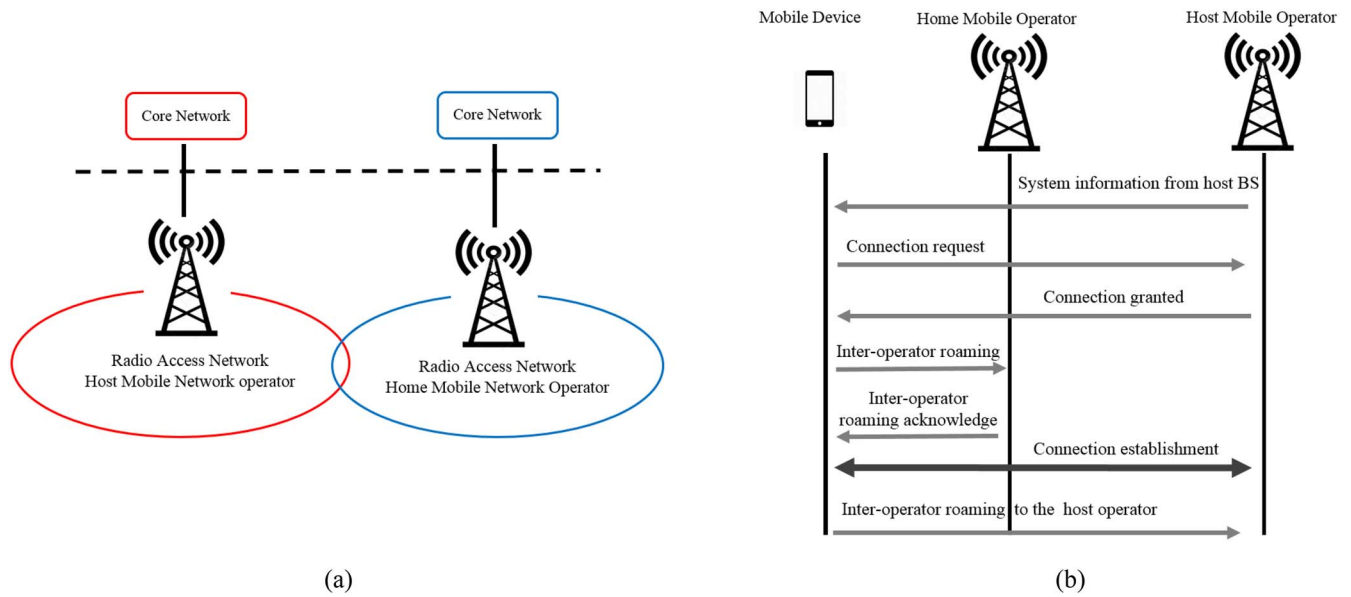 Core Network
Core Network
Radio Access Network
Host Mobile Network operator
Radio Access Network
Home Mobile Network Operator
(a)
Mobile Device
Home Mobile Operator
Host Mobile Operator
System information from host BS
Connection request
Connection granted
Inter-operator roaming
Inter-operator
roaming acknowledge
Connection establishment
Inter-operator roaming to the host operator
(b)